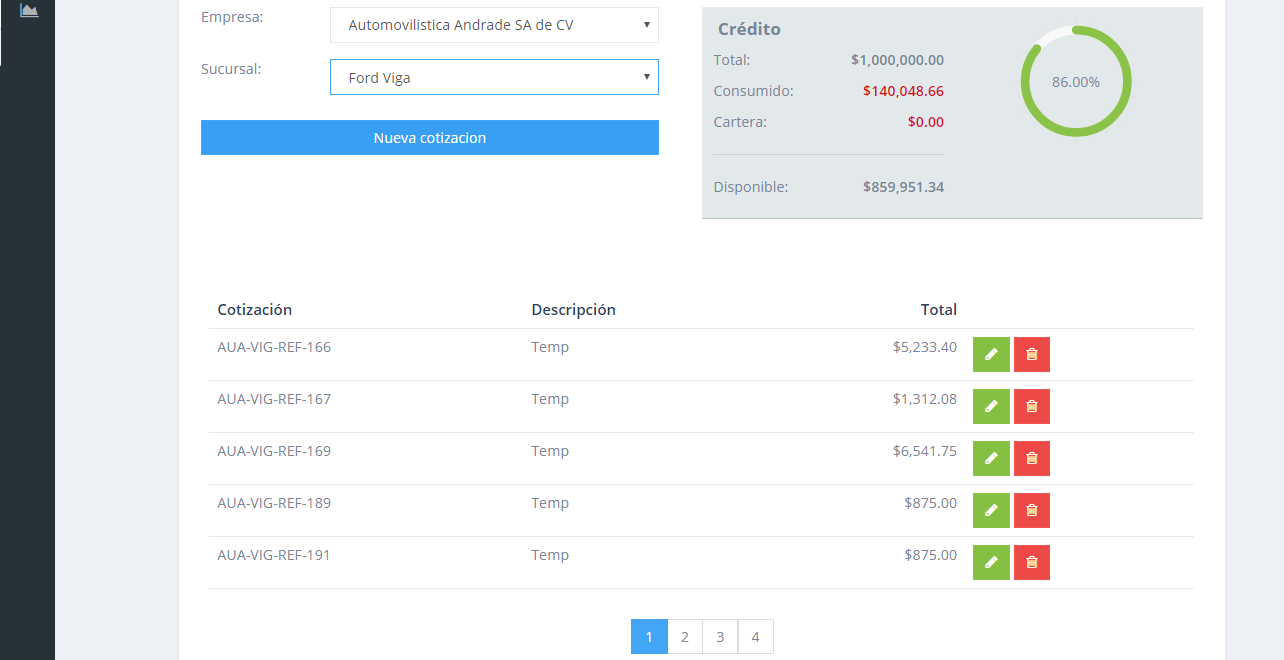 Empresa: Automovilistica Andrade SA de CV
Sucursal: Ford Viga
Nueva cotizacion
Crédito
Total: $1,000,000.00
Consumido: $140,048.66
Cartera: $0.00
Disponible: $859,951.34
86.00%
Cotización Descripción Total
AUA-VIG-REF-166 Temp $5,233.40
AUA-VIG-REF-167 Temp $1,312.08
AUA-VIG-REF-169 Temp $6,541.75
AUA-VIG-REF-189 Temp $875.00
AUA-VIG-REF-191 Temp $875.00
1 2 3 4